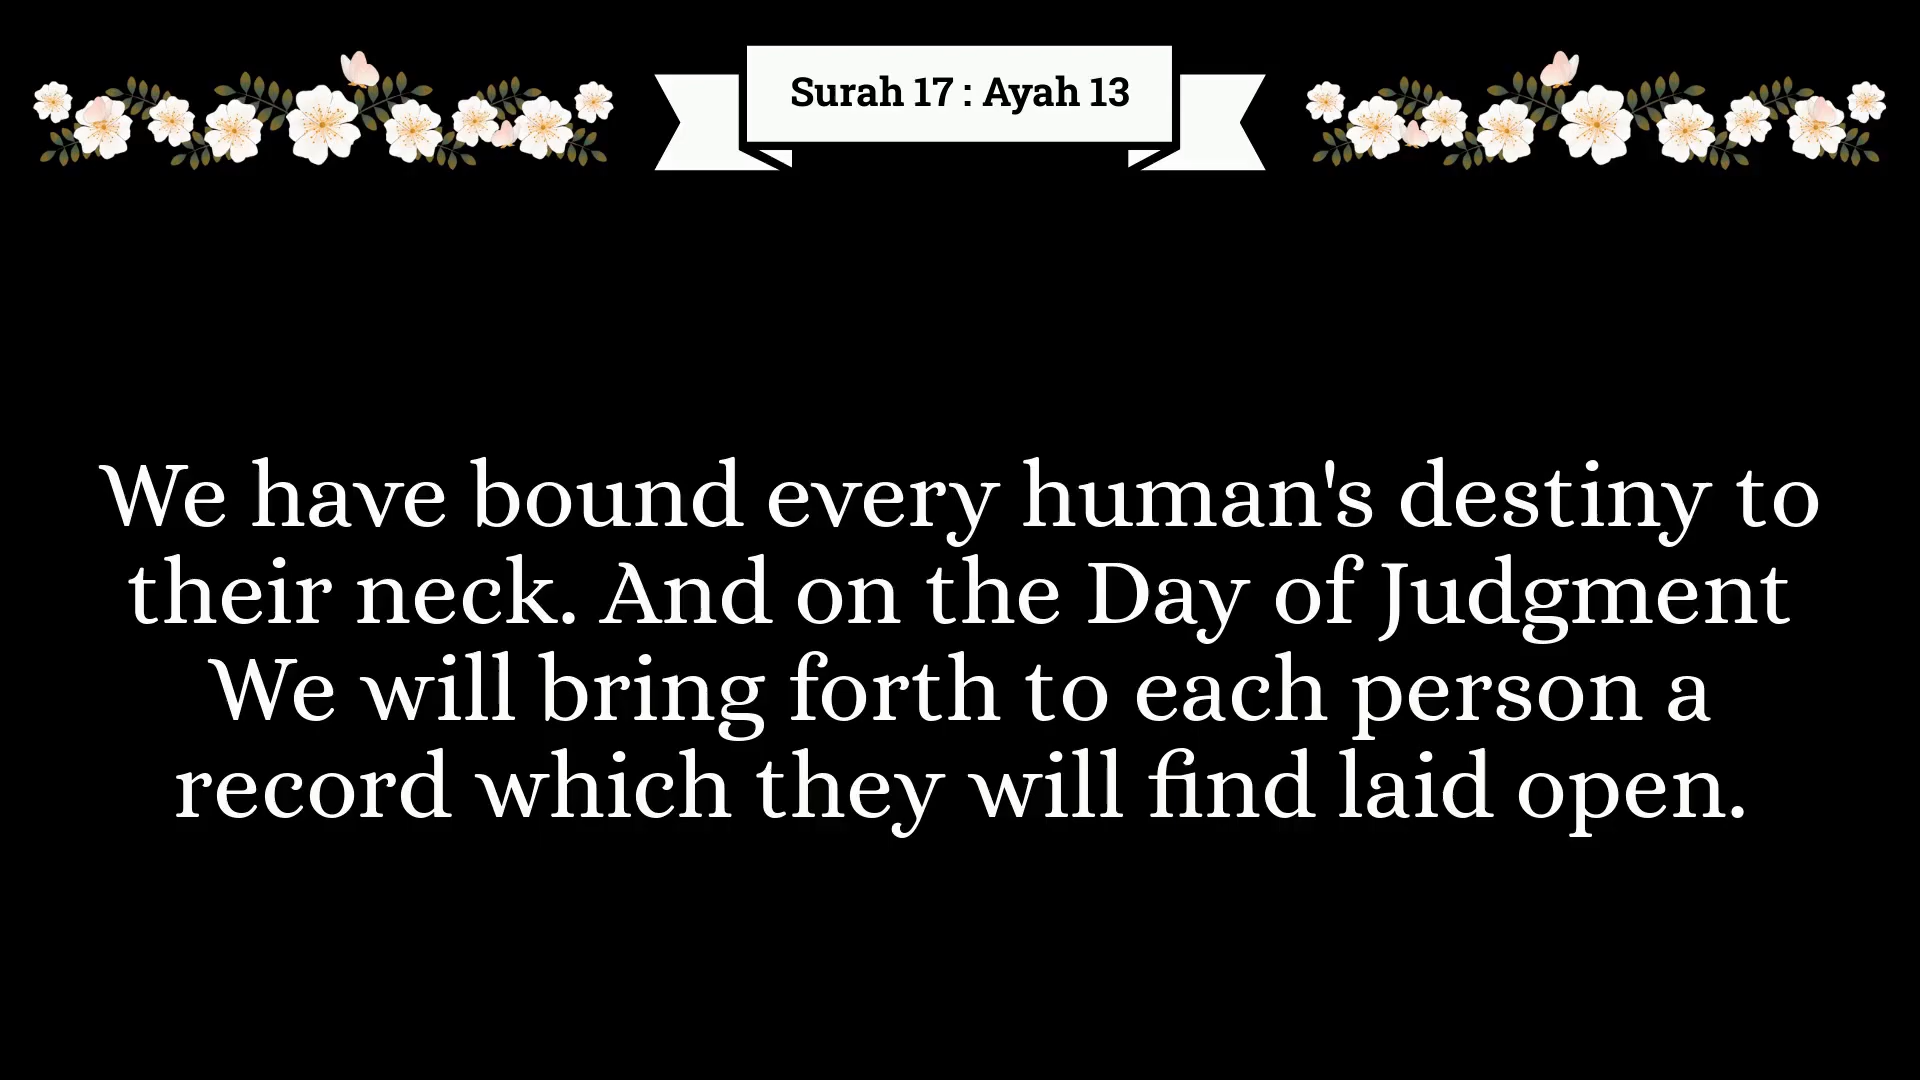 Surah 17 : Ayah 13
We have bound every human's destiny to
their neck. And on the Day of Judgment
We will bring forth to each person a
record which they will find laid open.